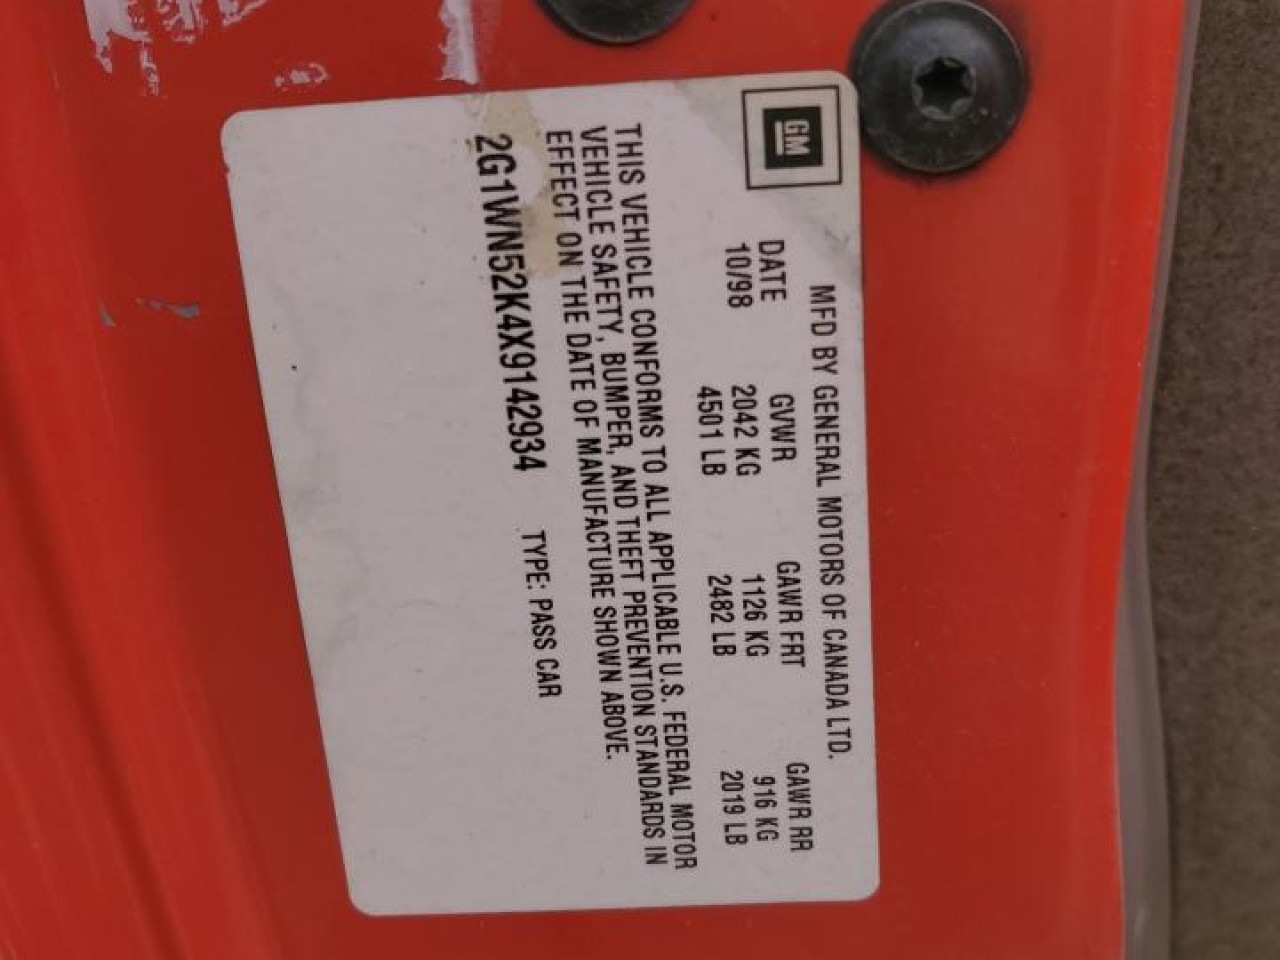 GM
MFD BY GENERAL MOTORS OF CANADA LTD.
DATE GVWR GAWR FRT GAWR RR
10/98 2042 KG 1126 KG 916 KG
4501 LB 2482 LB 2019 LB
THIS VEHICLE CONFORMS TO ALL APPLICABLE U.S. FEDERAL MOTOR
VEHICLE SAFETY, BUMPER, AND THEFT PREVENTION STANDARDS IN
EFFECT ON THE DATE OF MANUFACTURE SHOWN ABOVE.
2G1WN52K4X9142934 TYPE: PASS CAR